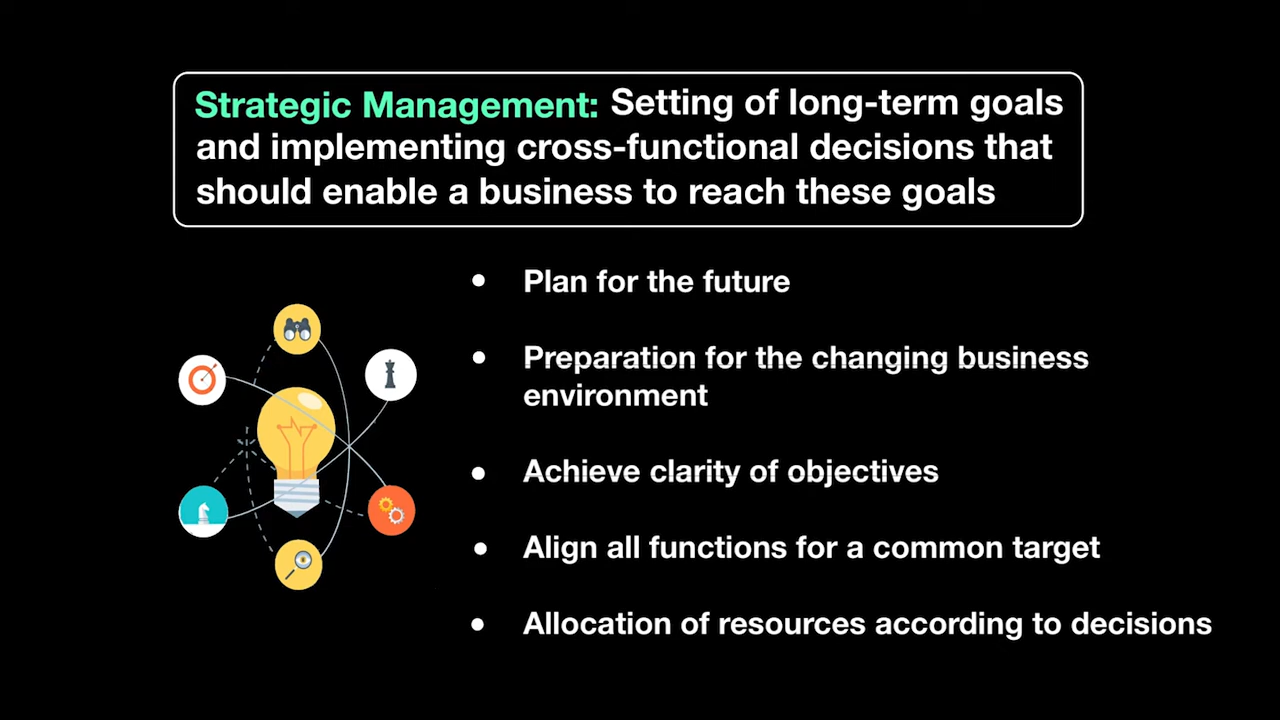 Strategic Management: Setting of long-term goals
and implementing cross-functional decisions that
should enable a business to reach these goals
• Plan for the future
• Preparation for the changing business
environment
• Achieve clarity of objectives
• Align all functions for a common target
• Allocation of resources according to decisions